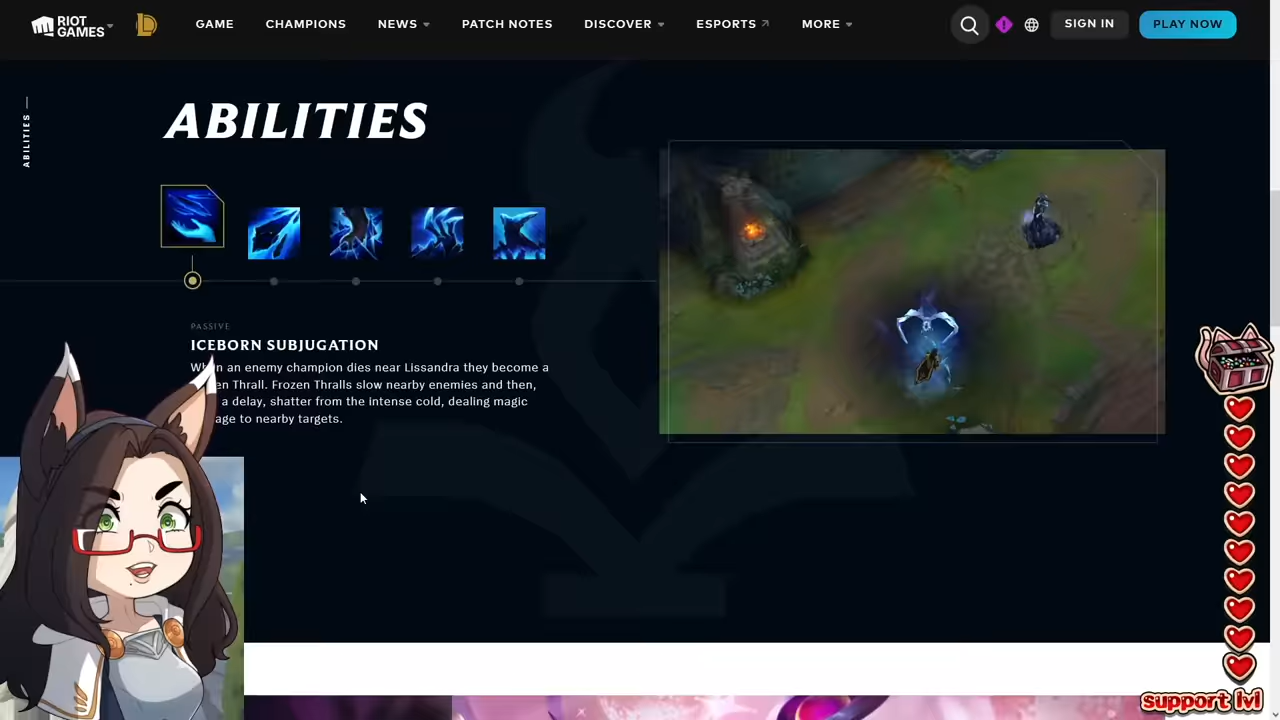 RIOT GAMES
GAME
CHAMPIONS
NEWS
PATCH NOTES
DISCOVER
ESPORTS
MORE
SIGN IN
PLAY NOW
ABILITIES
ABILITIES
PASSIVE
ICEBORN SUBJUGATION
an enemy champion dies near Lissandra they become a
Thrall. Frozen Thralls slow nearby enemies and then,
a delay, shatter from the intense cold, dealing magic
to nearby targets.
support lvl